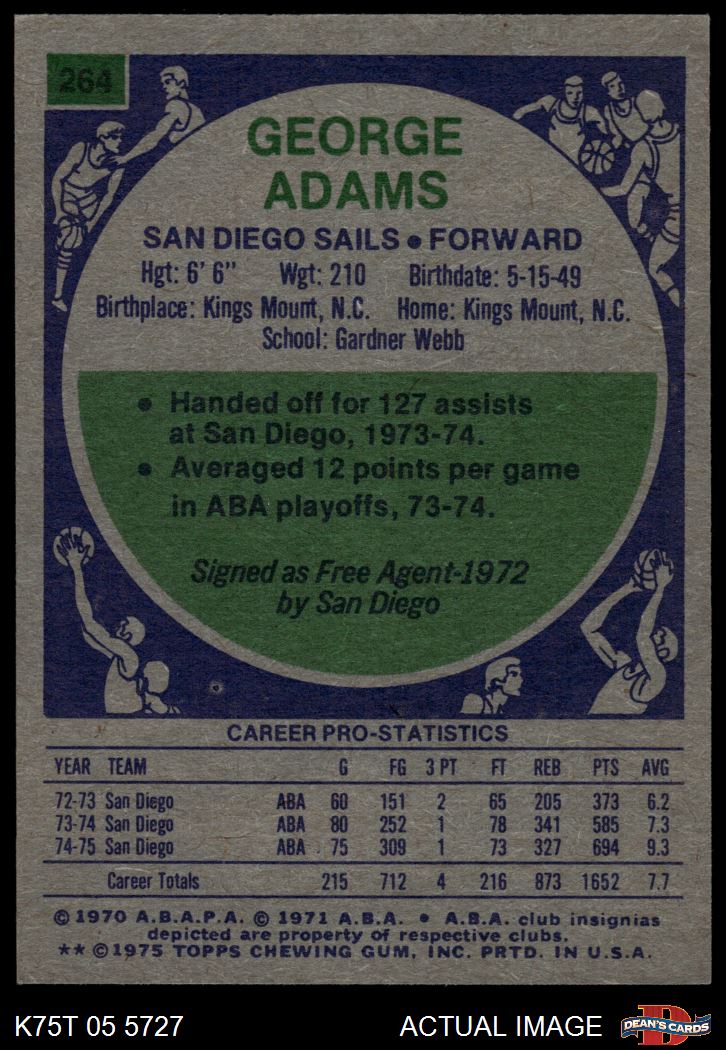 264
GEORGE
ADAMS
SAN DIEGO SAILS • FORWARD
Hgt: 6' 6" Wgt: 210 Birthdate: 5-15-49
Birthplace: Kings Mount, N.C. Home: Kings Mount, N.C.
School: Gardner Webb
• Handed off for 127 assists
at San Diego, 1973-74.
• Averaged 12 points per game
in ABA playoffs, 73-74.
Signed as Free Agent-1972
by San Diego
CAREER PRO-STATISTICS
YEAR TEAM G FG 3 PT FT REB PTS AVG
72-73 San Diego ABA 60 151 2 65 205 373 6.2
73-74 San Diego ABA 80 252 1 78 341 585 7.3
74-75 San Diego ABA 75 309 1 73 327 694 9.3
Career Totals 215 712 4 216 873 1652 7.7
© 1970 A.B.A.P.A. © 1971 A.B.A. • A.B.A. club insignias
depicted are property of respective clubs.
** © 1975 TOPPS CHEWING GUM, INC. PRTD. IN U.S.A.
K75T 05 5727 ACTUAL IMAGE D DEAN'S CARDS